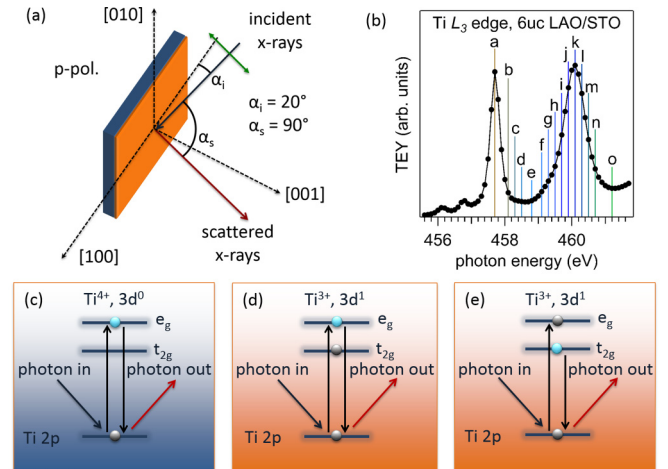 (a)
[010]
incident
x-rays
p-pol.
αi
αi = 20°
αs = 90°
αs
[001]
scattered
x-rays
[100]
(b)
Ti L3 edge, 6uc LAO/STO
TEY (arb. units)
a
b
c
d
e
f
g
h
i
j
k
l
m
n
o
456
458
460
photon energy (eV)
(c)
Ti4+, 3d0
eg
t2g
photon in
photon out
Ti 2p
(d)
Ti3+, 3d1
eg
t2g
photon in
photon out
Ti 2p
(e)
Ti3+, 3d1
eg
t2g
photon in
photon out
Ti 2p